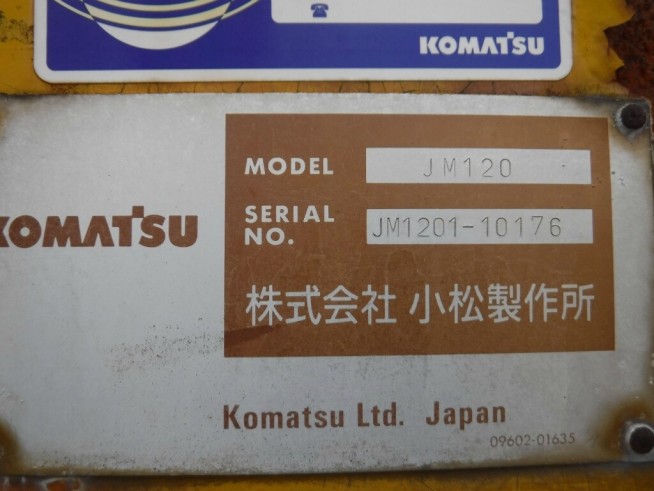 KOMATSU
MODEL JM120
KOMATSU
SERIAL NO. JM1201-10176
株式会社 小松製作所
Komatsu Ltd. Japan
09602-01635